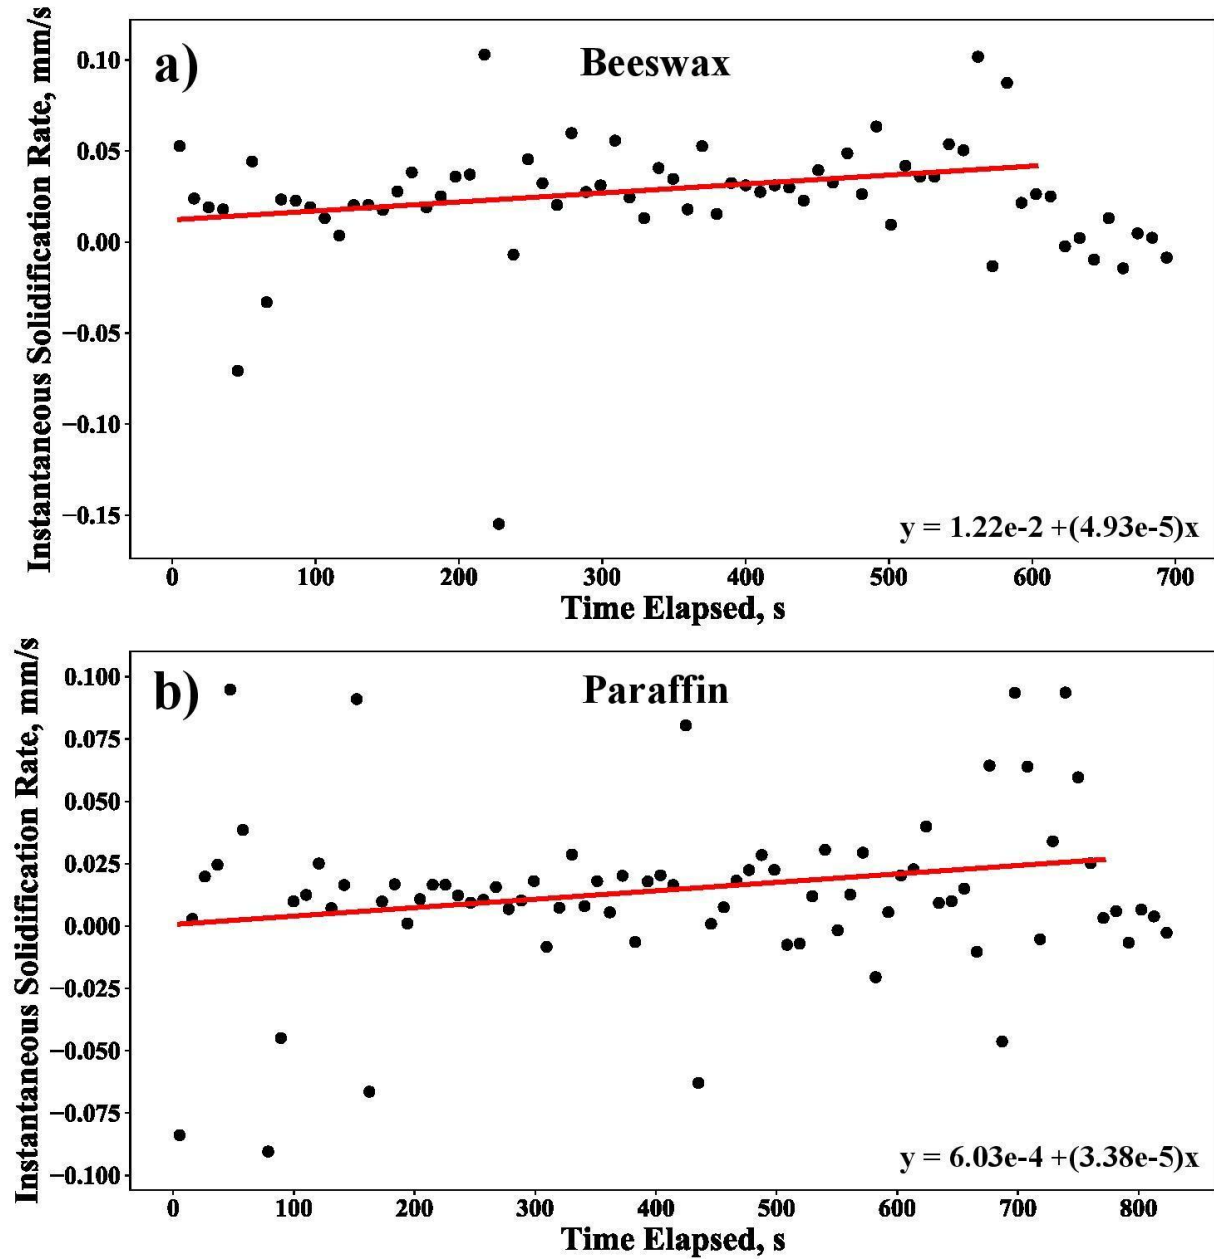 a)
Beeswax
Instantaneous Solidification Rate, mm/s
0.10
0.05
0.00
−0.05
−0.10
−0.15
y = 1.22e-2 +(4.93e-5)x
0 100 200 300 400 500 600 700
Time Elapsed, s
b)
Paraffin
Instantaneous Solidification Rate, mm/s
0.100
0.075
0.050
0.025
0.000
−0.025
−0.050
−0.075
−0.100
y = 6.03e-4 +(3.38e-5)x
0 100 200 300 400 500 600 700 800
Time Elapsed, s